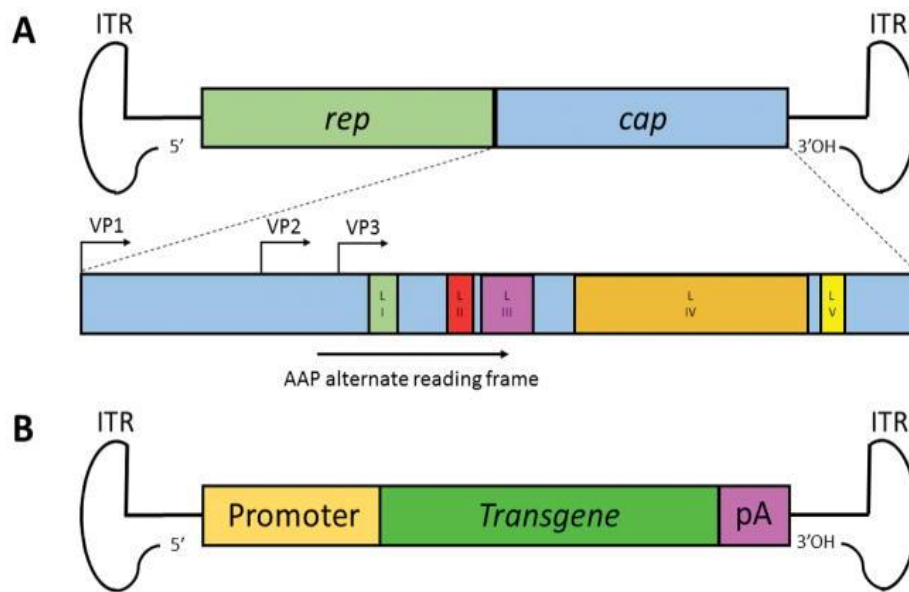 A
ITR
ITR
rep
cap
5'
3'OH
VP1
VP2
VP3
L
I
L
II
L
III
L
IV
L
V
AAP alternate reading frame
B
ITR
ITR
Promoter
Transgene
pA
5'
3'OH